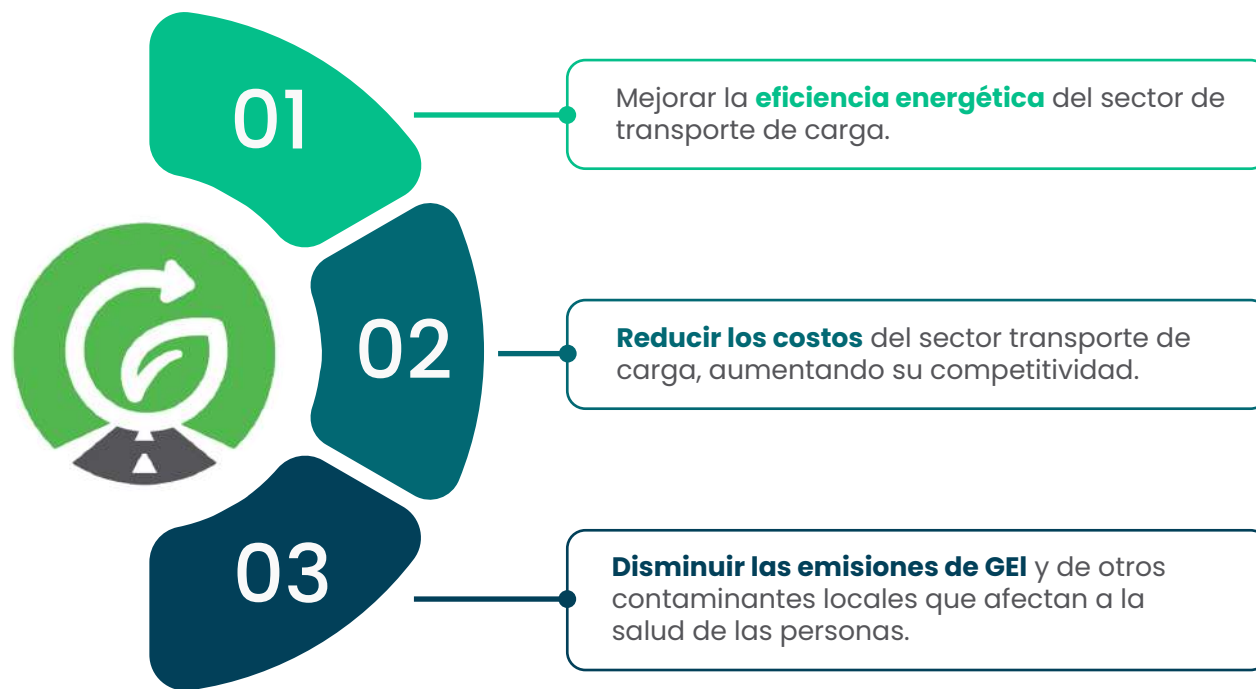 01
Mejorar la eficiencia energética del sector de
transporte de carga.
02
Reducir los costos del sector transporte de
carga, aumentando su competitividad.
03
Disminuir las emisiones de GEI y de otros
contaminantes locales que afectan a la
salud de las personas.